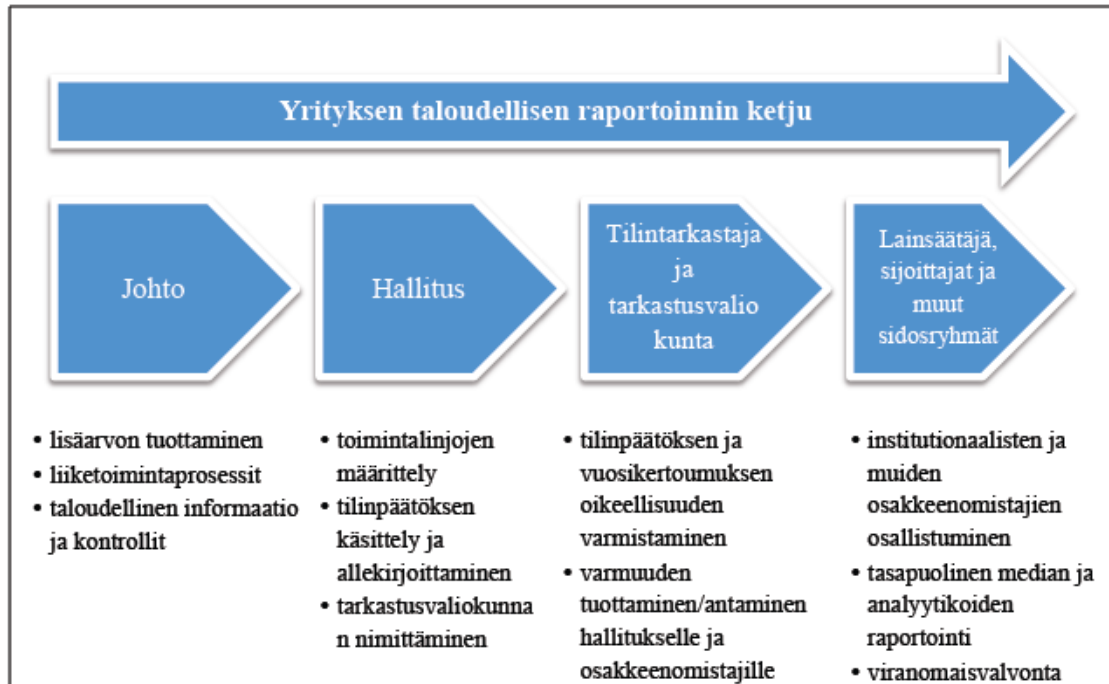 Yrityksen taloudellisen raportoinnin ketju
Johto
Hallitus
Tilintarkastaja
ja
tarkastusvalio
kunta
Lainsäätäjä,
sijoittajat ja
muut
sidosryhmät
• lisäarvon tuottaminen
• liiketoimintaprosessit
• taloudellinen informaatio
ja kontrollit
• toimintalinjojen
määrittely
• tilinpäätöksen
käsittely ja
allekirjoittaminen
• tarkastusvaliokunna
n nimittäminen
• tilinpäätöksen ja
vuosikertoumuksen
oikeellisuuden
varmistaminen
• varmuuden
tuottaminen/antaminen
hallitukselle ja
osakkeenomistajille
• institutionaalisten ja
muiden
osakkeenomistajien
osallistuminen
• tasapuolinen median ja
analyytikoiden
raportointi
• viranomaisvalvonta